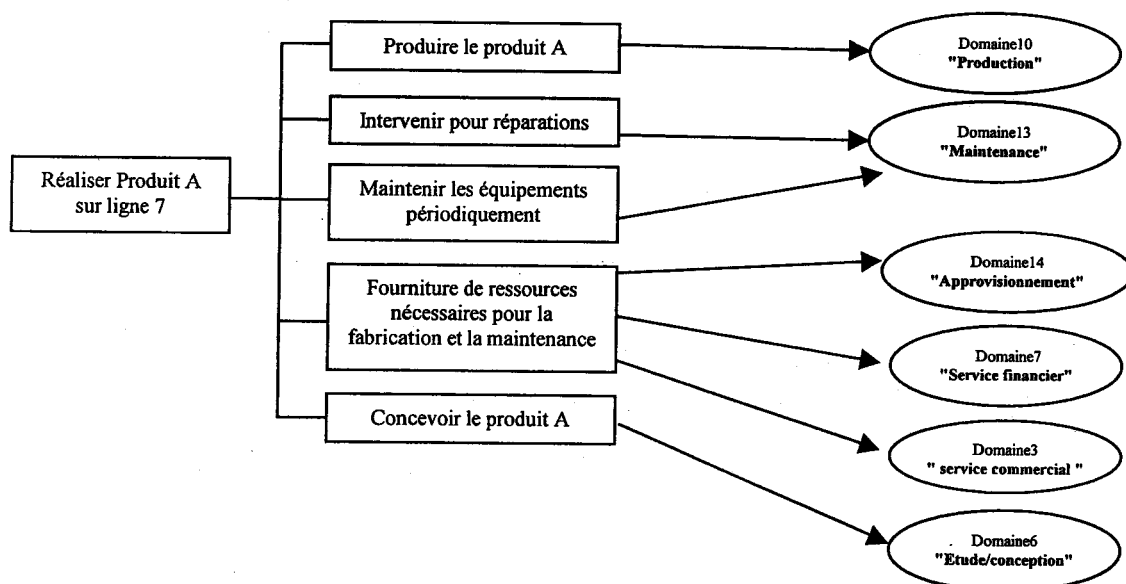 Réaliser Produit A
sur ligne 7
Produire le produit A
Intervenir pour réparations
Maintenir les équipements
périodiquement
Fourniture de ressources
nécessaires pour la
fabrication et la maintenance
Concevoir le produit A
Domaine10
"Production"
Domaine13
"Maintenance"
Domaine14
"Approvisionnement"
Domaine7
"Service financier"
Domaine3
" service commercial "
Domaine6
"Etude/conception"